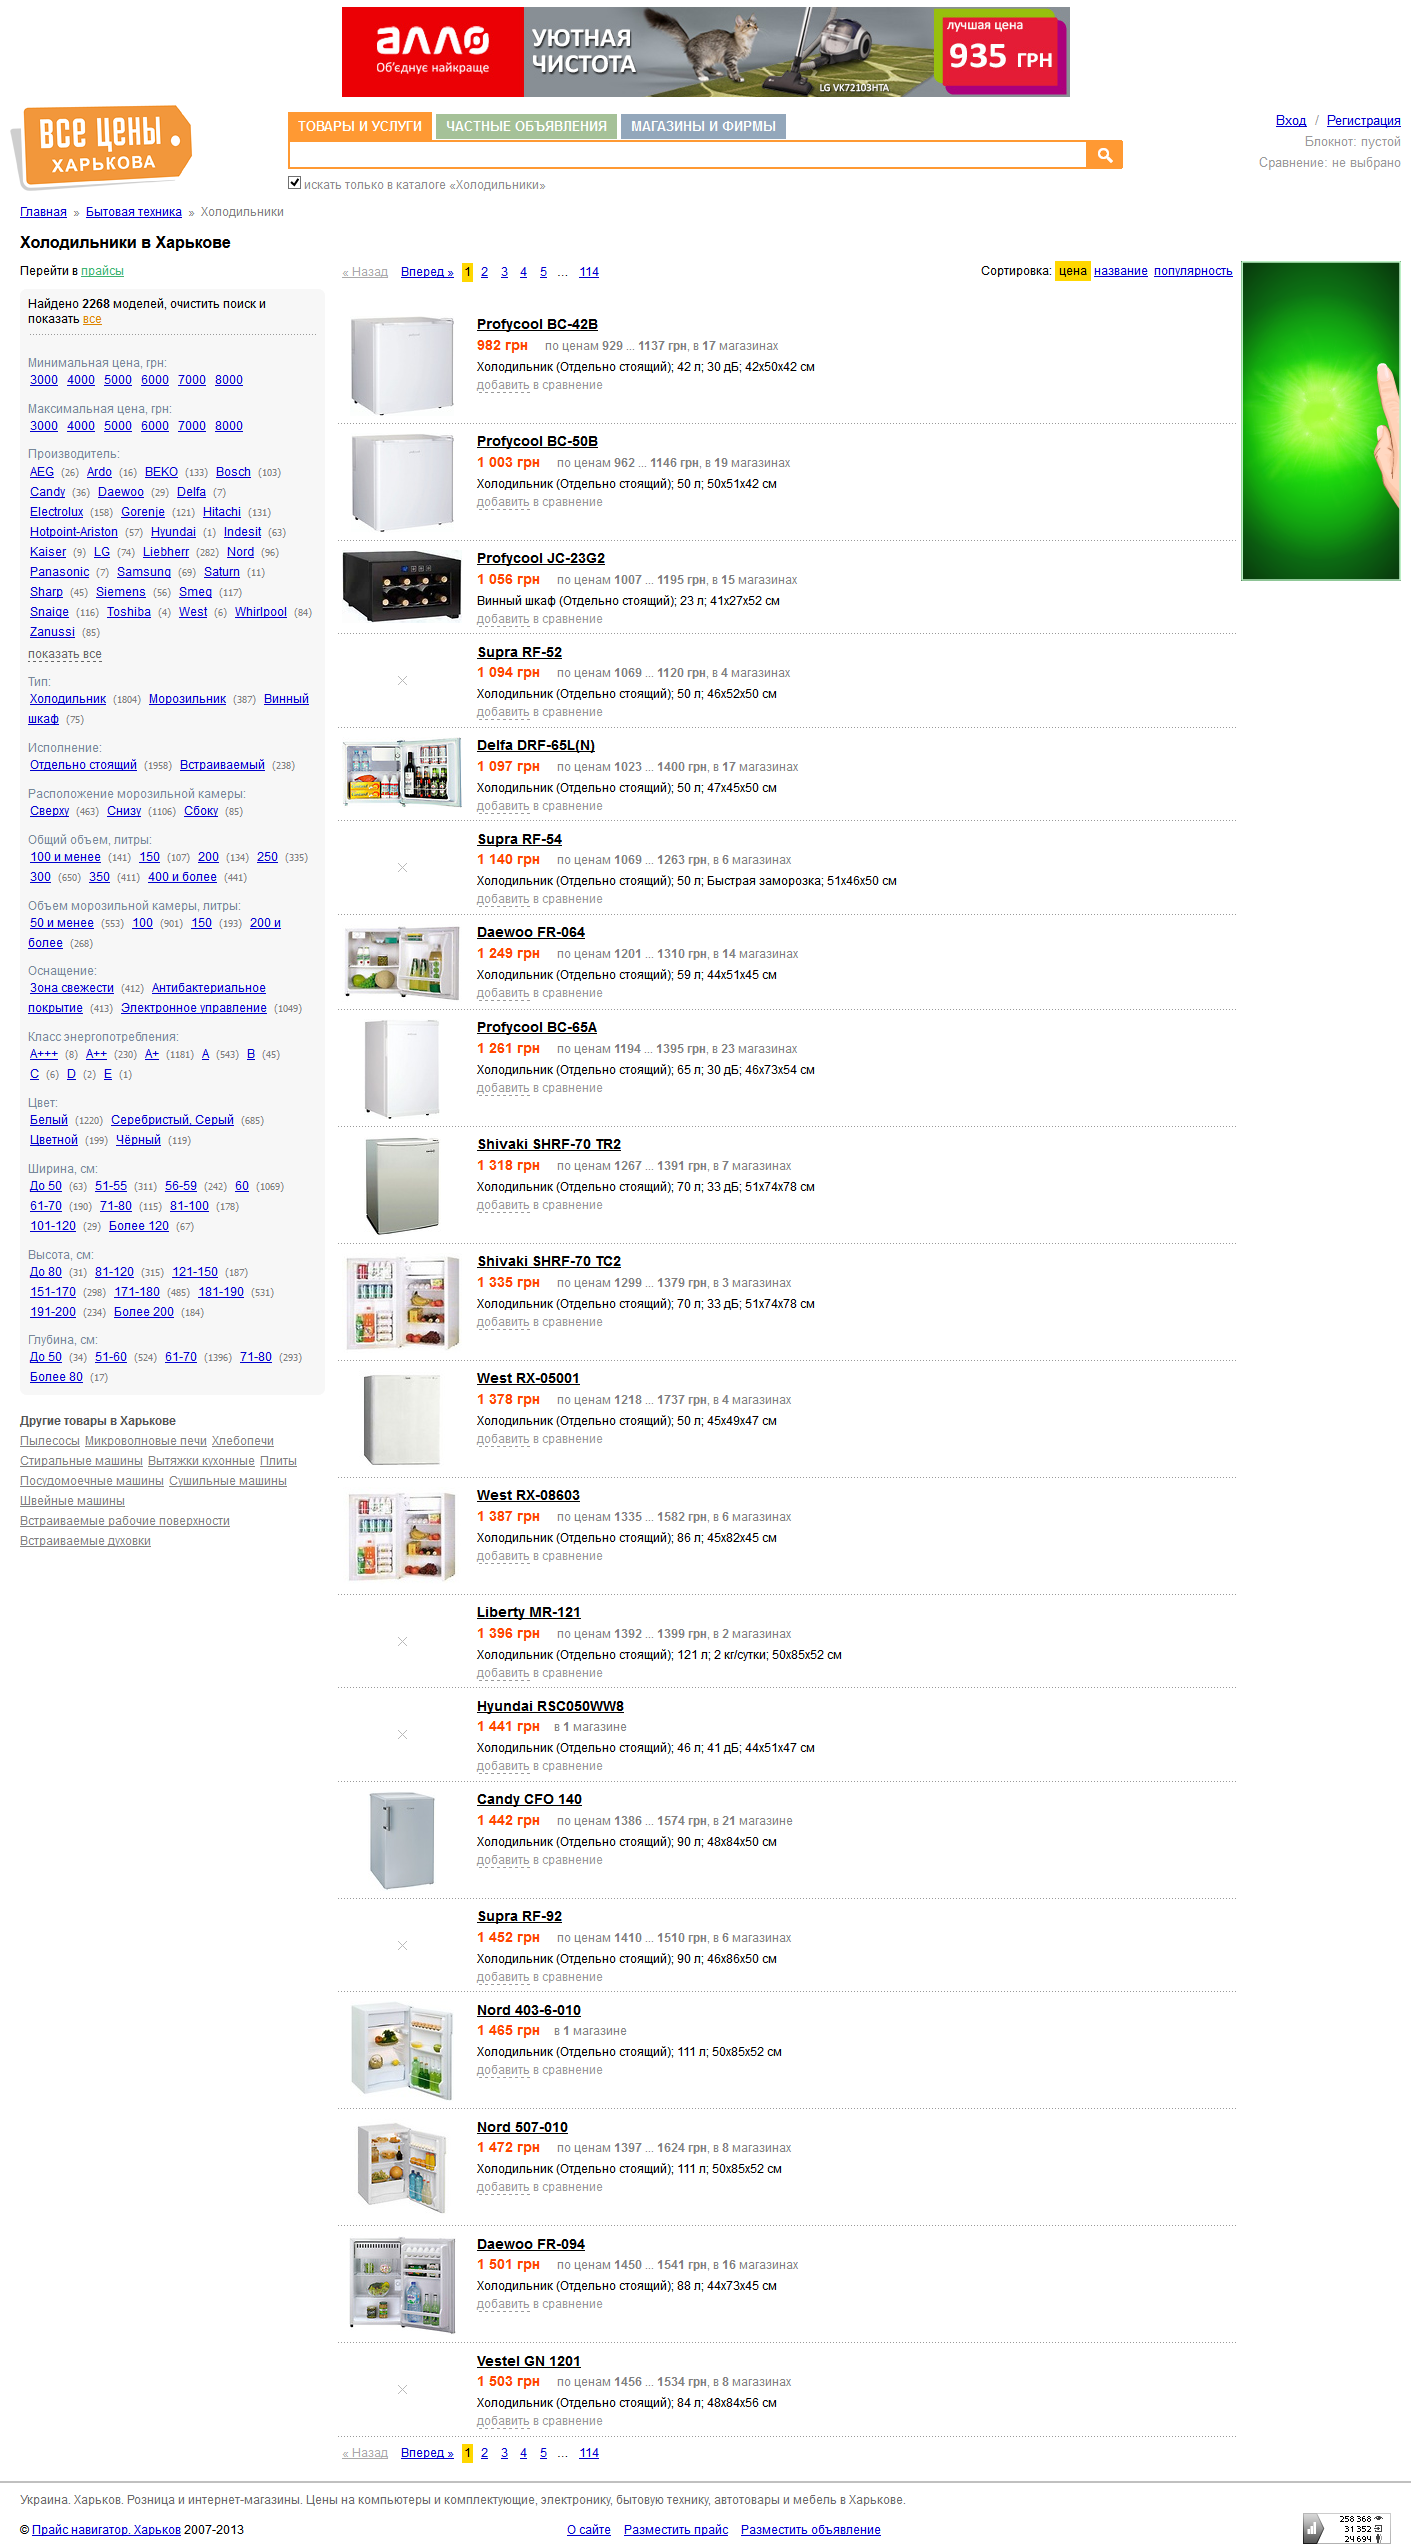 алло
Об'єднує найкраще
УЮТНАЯ
ЧИСТОТА
лучшая цена
935 ГРН
LG VK72103HTA
ВСЕ ЦЕНЫ
ХАРЬКОВА
ТОВАРЫ И УСЛУГИ ЧАСТНЫЕ ОБЪЯВЛЕНИЯ МАГАЗИНЫ И ФИРМЫ
искать только в каталоге «Холодильники»
Вход / Регистрация
Блокнот: пустой
Сравнение: не выбрано
Главная » Бытовая техника » Холодильники
Холодильники в Харькове
Перейти в прайсы
Найдено 2268 моделей, очистить поиск и
показать все
Минимальная цена, грн:
3000 4000 5000 6000 7000 8000
Максимальная цена, грн:
3000 4000 5000 6000 7000 8000
Производитель:
AEG (26) Ardo (16) BEKO (133) Bosch (103)
Candy (36) Daewoo (29) Delfa (7)
Electrolux (158) Gorenje (121) Hitachi (131)
Hotpoint-Ariston (57) Hyundai (1) Indesit (63)
Kaiser (9) LG (74) Liebherr (282) Nord (96)
Panasonic (7) Samsung (69) Saturn (11)
Sharp (45) Siemens (56) Smeg (117)
Snaige (116) Toshiba (4) West (6) Whirlpool (84)
Zanussi (85)
показать все
Тип:
Холодильник (1804) Морозильник (387) Винный
шкаф (75)
Исполнение:
Отдельно стоящий (1958) Встраиваемый (238)
Расположение морозильной камеры:
Сверху (463) Снизу (1106) Сбоку (85)
Общий объем, литры:
100 и менее (141) 150 (107) 200 (134) 250 (335)
300 (650) 350 (411) 400 и более (441)
Объем морозильной камеры, литры:
50 и менее (553) 100 (901) 150 (193) 200 и
более (268)
Оснащение:
Зона свежести (412) Антибактериальное
покрытие (413) Электронное управление (1049)
Класс энергопотребления:
A+++ (8) A++ (230) A+ (1181) A (543) B (45)
C (6) D (2) E (1)
Цвет:
Белый (1220) Серебристый, Серый (685)
Цветной (199) Чёрный (119)
Ширина, см:
До 50 (63) 51-55 (311) 56-59 (242) 60 (1069)
61-70 (190) 71-80 (115) 81-100 (178)
101-120 (29) Более 120 (67)
Высота, см:
До 80 (31) 81-120 (315) 121-150 (187)
151-170 (298) 171-180 (485) 181-190 (531)
191-200 (234) Более 200 (184)
Глубина, см:
До 50 (34) 51-60 (524) 61-70 (1396) 71-80 (293)
Более 80 (17)
Другие товары в Харькове
Пылесосы Микроволновые печи Хлебопечи
Стиральные машины Вытяжки кухонные Плиты
Посудомоечные машины Сушильные машины
Швейные машины
Встраиваемые рабочие поверхности
Встраиваемые духовки
« Назад Вперед » 1 2 3 4 5 ... 114
Сортировка: цена название популярность
Profycool BC-42B
982 грн по ценам 929 ... 1137 грн, в 17 магазинах
Холодильник (Отдельно стоящий); 42 л; 30 дБ; 42x50x42 см
добавить в сравнение
Profycool BC-50B
1 003 грн по ценам 962 ... 1146 грн, в 19 магазинах
Холодильник (Отдельно стоящий); 50 л; 50x51x42 см
добавить в сравнение
Profycool JC-23G2
1 056 грн по ценам 1007 ... 1195 грн, в 15 магазинах
Винный шкаф (Отдельно стоящий); 23 л; 41x27x52 см
добавить в сравнение
Supra RF-52
1 094 грн по ценам 1069 ... 1120 грн, в 4 магазинах
Холодильник (Отдельно стоящий); 50 л; 46x52x50 см
добавить в сравнение
Delfa DRF-65L(N)
1 097 грн по ценам 1023 ... 1400 грн, в 17 магазинах
Холодильник (Отдельно стоящий); 50 л; 47x45x50 см
добавить в сравнение
Supra RF-54
1 140 грн по ценам 1069 ... 1263 грн, в 6 магазинах
Холодильник (Отдельно стоящий); 50 л; Быстрая заморозка; 51x46x50 см
добавить в сравнение
Daewoo FR-064
1 249 грн по ценам 1201 ... 1310 грн, в 14 магазинах
Холодильник (Отдельно стоящий); 59 л; 44x51x45 см
добавить в сравнение
Profycool BC-65A
1 261 грн по ценам 1194 ... 1395 грн, в 23 магазинах
Холодильник (Отдельно стоящий); 65 л; 30 дБ; 46x73x54 см
добавить в сравнение
Shivaki SHRF-70 TR2
1 318 грн по ценам 1267 ... 1391 грн, в 7 магазинах
Холодильник (Отдельно стоящий); 70 л; 33 дБ; 51x74x78 см
добавить в сравнение
Shivaki SHRF-70 TC2
1 335 грн по ценам 1299 ... 1379 грн, в 3 магазинах
Холодильник (Отдельно стоящий); 70 л; 33 дБ; 51x74x78 см
добавить в сравнение
West RX-05001
1 378 грн по ценам 1218 ... 1737 грн, в 4 магазинах
Холодильник (Отдельно стоящий); 50 л; 45x49x47 см
добавить в сравнение
West RX-08603
1 387 грн по ценам 1335 ... 1582 грн, в 6 магазинах
Холодильник (Отдельно стоящий); 86 л; 45x82x45 см
добавить в сравнение
Liberty MR-121
1 396 грн по ценам 1392 ... 1399 грн, в 2 магазинах
Холодильник (Отдельно стоящий); 121 л; 2 кг/сутки; 50x85x52 см
добавить в сравнение
Hyundai RSC050WW8
1 441 грн в 1 магазине
Холодильник (Отдельно стоящий); 46 л; 41 дБ; 44x51x47 см
добавить в сравнение
Candy CFO 140
1 442 грн по ценам 1386 ... 1574 грн, в 21 магазине
Холодильник (Отдельно стоящий); 90 л; 48x84x50 см
добавить в сравнение
Supra RF-92
1 452 грн по ценам 1410 ... 1510 грн, в 6 магазинах
Холодильник (Отдельно стоящий); 90 л; 46x86x50 см
добавить в сравнение
Nord 403-6-010
1 465 грн в 1 магазине
Холодильник (Отдельно стоящий); 111 л; 50x85x52 см
добавить в сравнение
Nord 507-010
1 472 грн по ценам 1397 ... 1624 грн, в 8 магазинах
Холодильник (Отдельно стоящий); 111 л; 50x85x52 см
добавить в сравнение
Daewoo FR-094
1 501 грн по ценам 1450 ... 1541 грн, в 16 магазинах
Холодильник (Отдельно стоящий); 88 л; 44x73x45 см
добавить в сравнение
Vestel GN 1201
1 503 грн по ценам 1456 ... 1534 грн, в 8 магазинах
Холодильник (Отдельно стоящий); 84 л; 48x84x56 см
добавить в сравнение
« Назад Вперед » 1 2 3 4 5 ... 114
Украина. Харьков. Розница и интернет-магазины. Цены на компьютеры и комплектующие, электронику, бытовую технику, автотовары и мебель в Харькове.
© Прайс навигатор. Харьков 2007-2013
О сайте Разместить прайс Разместить объявление
258 368
31 352
24 694